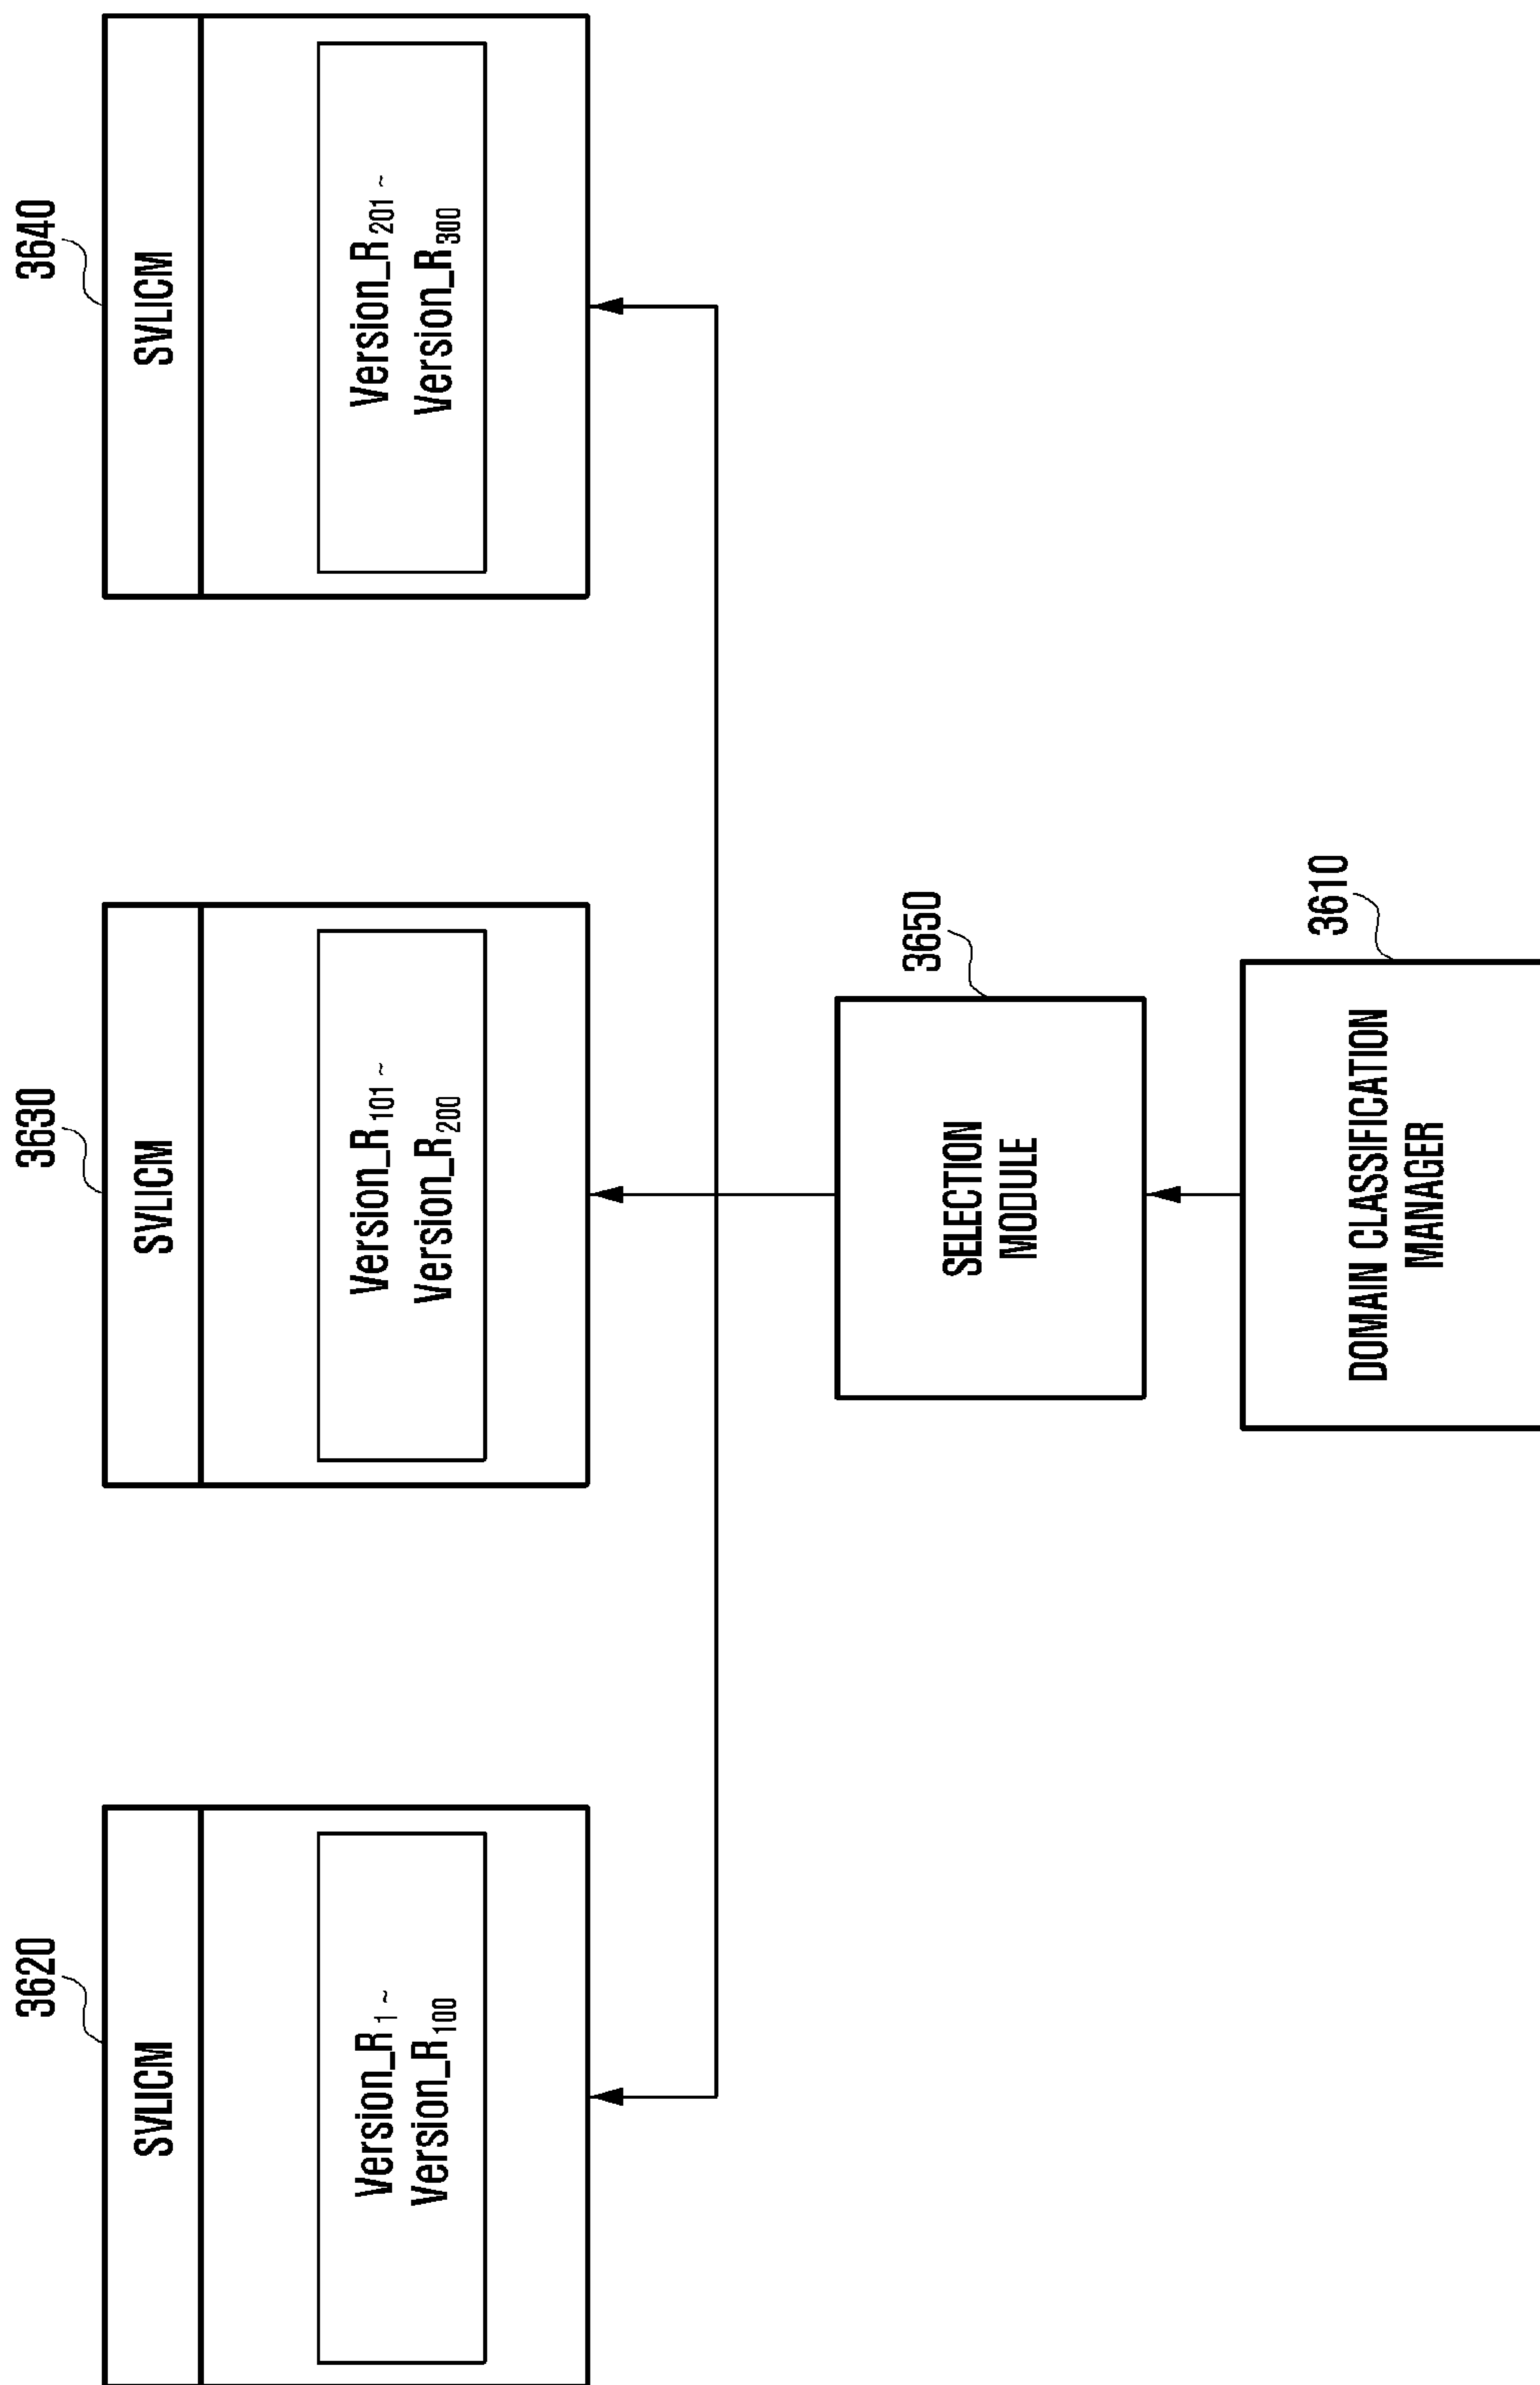 3620
SVLICM
Version_R1 ~
Version_R100
3630
SVLICM
Version_R101 ~
Version_R200
3640
SVLICM
Version_R201 ~
Version_R300
3650
SELECTION
MODULE
3610
DOMAIN CLASSIFICATION
MANAGER